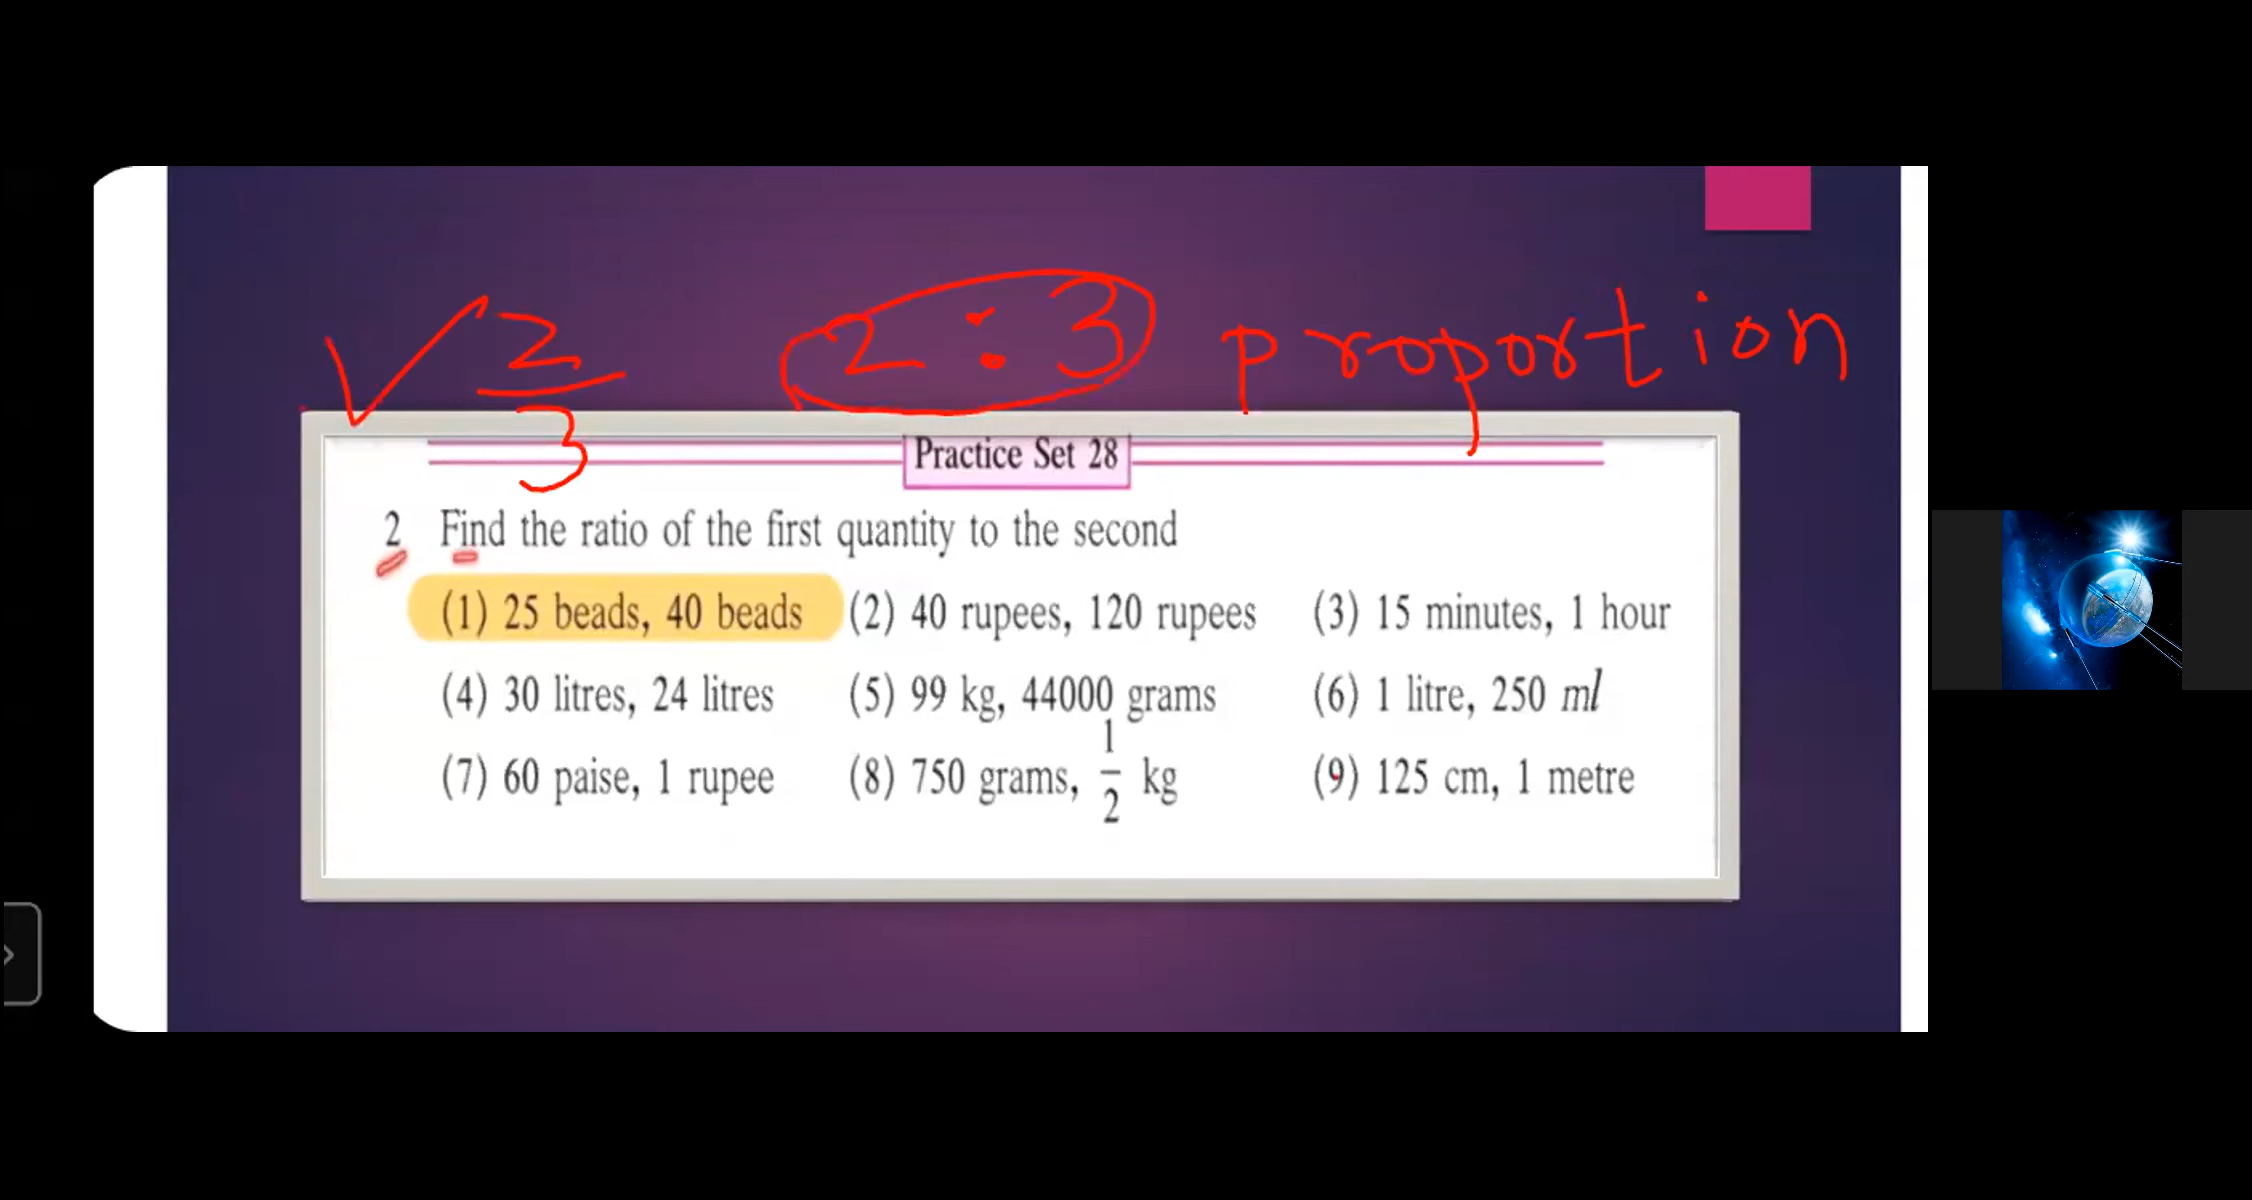 2/3 2 : 3 proportion
Practice Set 28
2 Find the ratio of the first quantity to the second
(1) 25 beads, 40 beads (2) 40 rupees, 120 rupees (3) 15 minutes, 1 hour
(4) 30 litres, 24 litres (5) 99 kg, 44000 grams (6) 1 litre, 250 ml
(7) 60 paise, 1 rupee (8) 750 grams, 1/2 kg (9) 125 cm, 1 metre